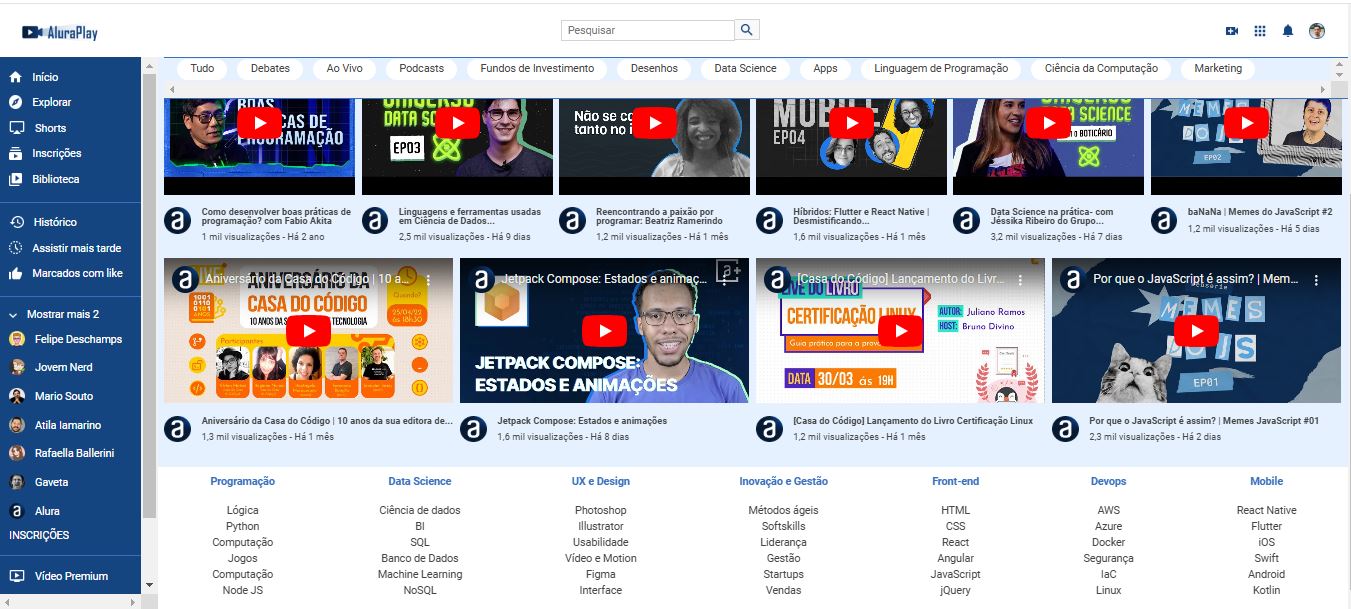 AluraPlay
Pesquisar
Início
Explorar
Shorts
Inscrições
Biblioteca
Histórico
Assistir mais tarde
Marcados com like
Mostrar mais 2
Felipe Deschamps
Jovem Nerd
Mario Souto
Atila Iamarino
Rafaella Ballerini
Gaveta
Alura
INSCRIÇÕES
Vídeo Premium
Tudo Debates Ao Vivo Podcasts Fundos de Investimento Desenhos Data Science Apps Linguagem de Programação Ciência da Computação Marketing
BOAS
PROGRAMAÇÃO
UNIVERSO
DATA
EP03
Não se
tanto no
MOBILE
EP04
UNIVERSO
DATA SCIENCE
O BOTICÁRIO
MEMES
DOIS
EP02
Como desenvolver boas práticas de
programação? com Fabio Akita
1 mil visualizações - Há 2 ano
Linguagens e ferramentas usadas
em Ciência de Dados...
2,5 mil visualizações - Há 9 dias
Reencontrando a paixão por
programar: Beatriz Ramerindo
1,2 mil visualizações - Há 1 mês
Híbridos: Flutter e React Native |
Desmistificando...
1,6 mil visualizações - Há 1 mês
Data Science na prática- com
Jéssika Ribeiro do Grupo...
3,2 mil visualizações - Há 7 dias
baNaNa | Memes do JavaScript #2
1,2 mil visualizações - Há 5 dias
Aniversário da Casa do Código | 10 a...
LIVE
ANIVERSÁRIO DA
CASA DO CÓDIGO
10 ANOS DA
TECNOLOGIA
Quando?
25/04/22
às 18h30
Participantes
Jetpack Compose: Estados e animaç...
a+
JETPACK COMPOSE:
ESTADOS E ANIMAÇÕES
[Casa do Código] Lançamento do Livr...
LIVE DO LIVRO
CERTIFICAÇÃO LINUX
Guia prático para a prova
AUTOR: Juliano Ramos
HOST: Bruno Divino
DATA 30/03 às 19H
Por que o JavaScript é assim? | Mem...
MEMES
DOIS
EP01
Aniversário da Casa do Código | 10 anos da sua editora de...
1,3 mil visualizações - Há 1 mês
Jetpack Compose: Estados e animações
1,6 mil visualizações - Há 8 dias
[Casa do Código] Lançamento do Livro Certificação Linux
1,2 mil visualizações - Há 1 mês
Por que o JavaScript é assim? | Memes JavaScript #01
2,3 mil visualizações - Há 2 dias
Programação
Lógica
Python
Computação
Jogos
Computação
Node JS
Data Science
Ciência de dados
BI
SQL
Banco de Dados
Machine Learning
NoSQL
UX e Design
Photoshop
Illustrator
Usabilidade
Vídeo e Motion
Figma
Interface
Inovação e Gestão
Métodos ágeis
Softskills
Liderança
Gestão
Startups
Vendas
Front-end
HTML
CSS
React
Angular
JavaScript
jQuery
Devops
AWS
Azure
Docker
Segurança
IaC
Linux
Mobile
React Native
Flutter
iOS
Swift
Android
Kotlin